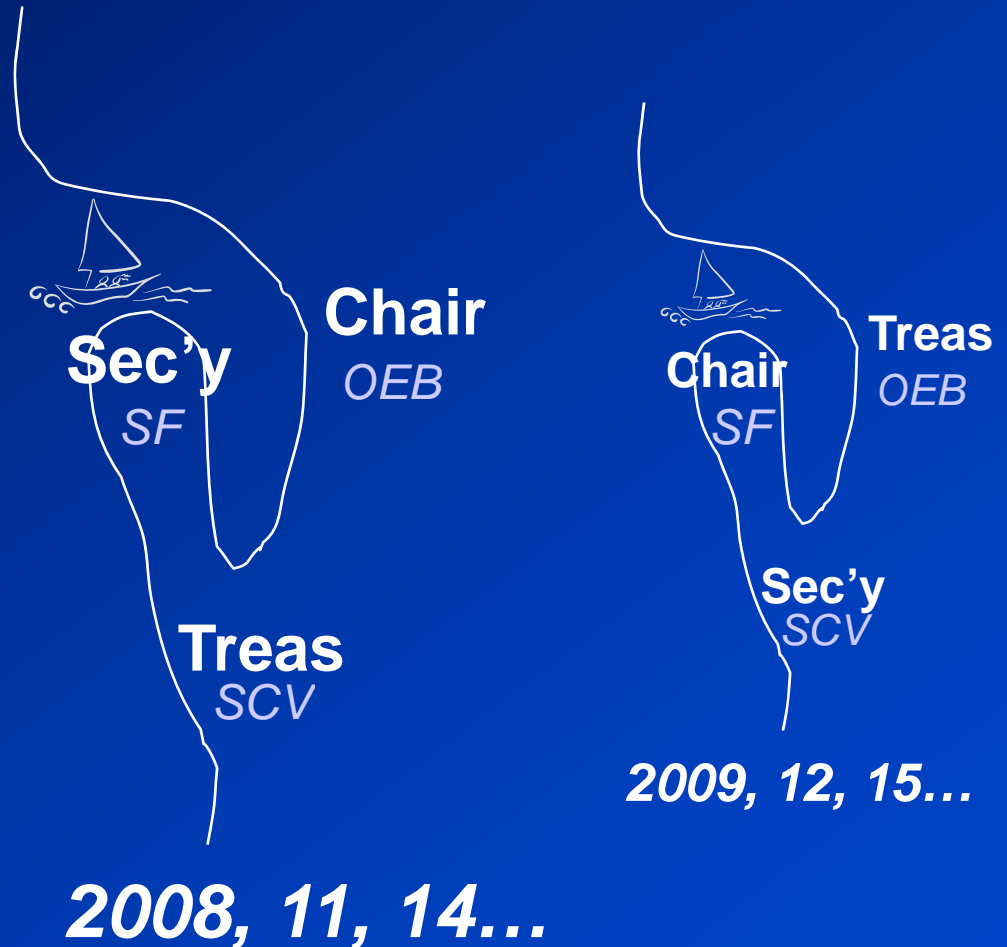 Chair
OEB
Sec’y
SF
Treas
SCV
2008, 11, 14…
Treas
OEB
Chair
SF
Sec’y
SCV
2009, 12, 15…